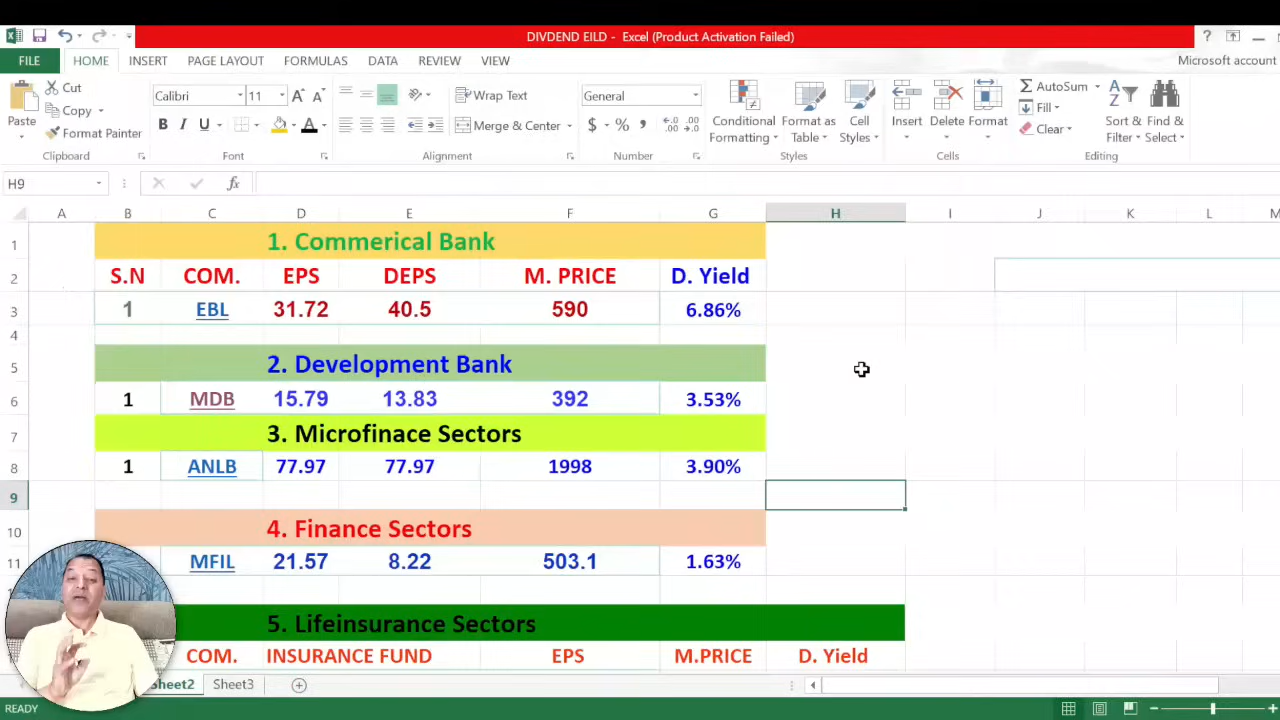 DIVDEND EILD - Excel (Product Activation Failed)
FILE HOME INSERT PAGE LAYOUT FORMULAS DATA REVIEW VIEW Microsoft account
Paste
Cut
Copy
Format Painter
Clipboard
Calibri 11
B I U
Font
Wrap Text
Merge & Center
Alignment
General
$ % ,
Number
Conditional Formatting
Format as Table
Cell Styles
Styles
Insert Delete Format
Cells
AutoSum
Fill
Clear
Sort & Filter
Find & Select
Editing
H9 fx
A B C D E F G H I J K L M
1 1. Commerical Bank
2 S.N COM. EPS DEPS M. PRICE D. Yield
3 1 EBL 31.72 40.5 590 6.86%
4
5 2. Development Bank
6 1 MDB 15.79 13.83 392 3.53%
7 3. Microfinace Sectors
8 1 ANLB 77.97 77.97 1998 3.90%
9
10 4. Finance Sectors
11 MFIL 21.57 8.22 503.1 1.63%
5. Lifeinsurance Sectors
COM. INSURANCE FUND EPS M.PRICE D. Yield
Sheet2 Sheet3
READY